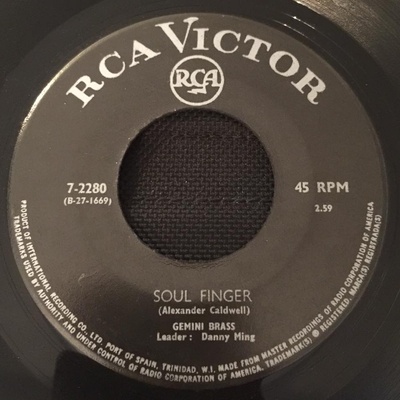 RCA VICTOR
RCA
7-2280
(B-27-1669)
45 RPM
2.59
SOUL FINGER
(Alexander Caldwell)
GEMINI BRASS
Leader: Danny Ming
PRODUCT OF INTERNATIONAL RECORDING CO., LTD., PORT OF SPAIN, TRINIDAD, W.I. MADE FROM MASTER RECORDINGS OF RADIO CORPORATION OF AMERICA
TRADEMARKS USED BY AUTHORITY AND UNDER CONTROL OF RADIO CORPORATION OF AMERICA, TRADEMARK(S) ® REGISTERED MARCA(S) REGISTRADA(S)